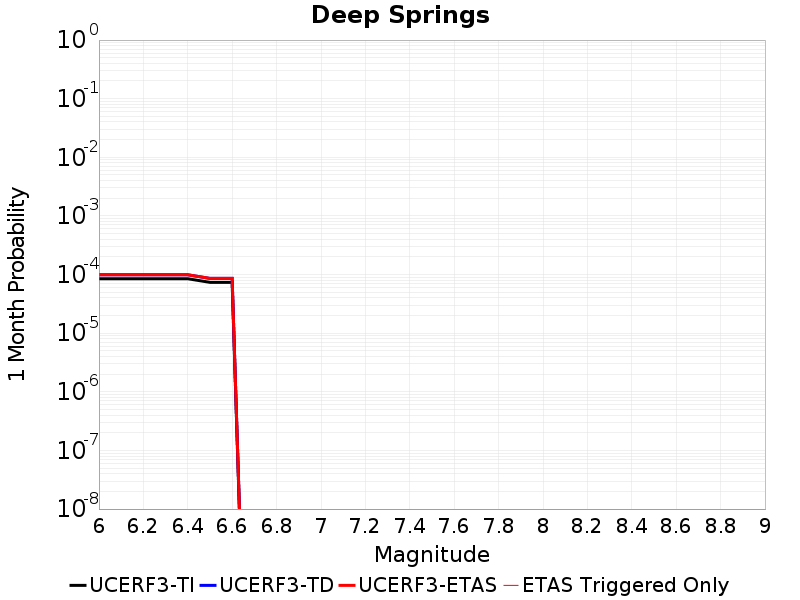 Deep Springs
10^0
10^-1
10^-2
10^-3
10^-4
10^-5
10^-6
10^-7
10^-8
1 Month Probability
6 6.2 6.4 6.6 6.8 7 7.2 7.4 7.6 7.8 8 8.2 8.4 8.6 8.8 9
Magnitude
UCERF3-TI UCERF3-TD UCERF3-ETAS ETAS Triggered Only